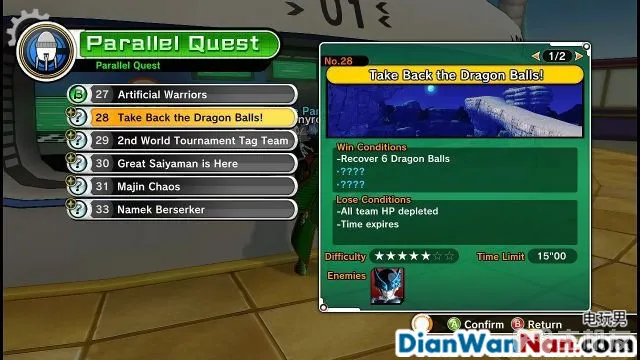 01
Parallel Quest
Parallel Quest
B 27 Artificial Warriors
? 28 Take Back the Dragon Balls!
? 29 2nd World Tournament Tag Team
? 30 Great Saiyaman is Here
? 31 Majin Chaos
? 33 Namek Berserker
1/2
No.28
Take Back the Dragon Balls!
Win Conditions
-Recover 6 Dragon Balls
-????
-????
Lose Conditions
-All team HP depleted
-Time expires
Difficulty ★★★★★☆☆ Time Limit 15"00
Enemies
A Confirm B Return
电玩男
DianWanNan.com